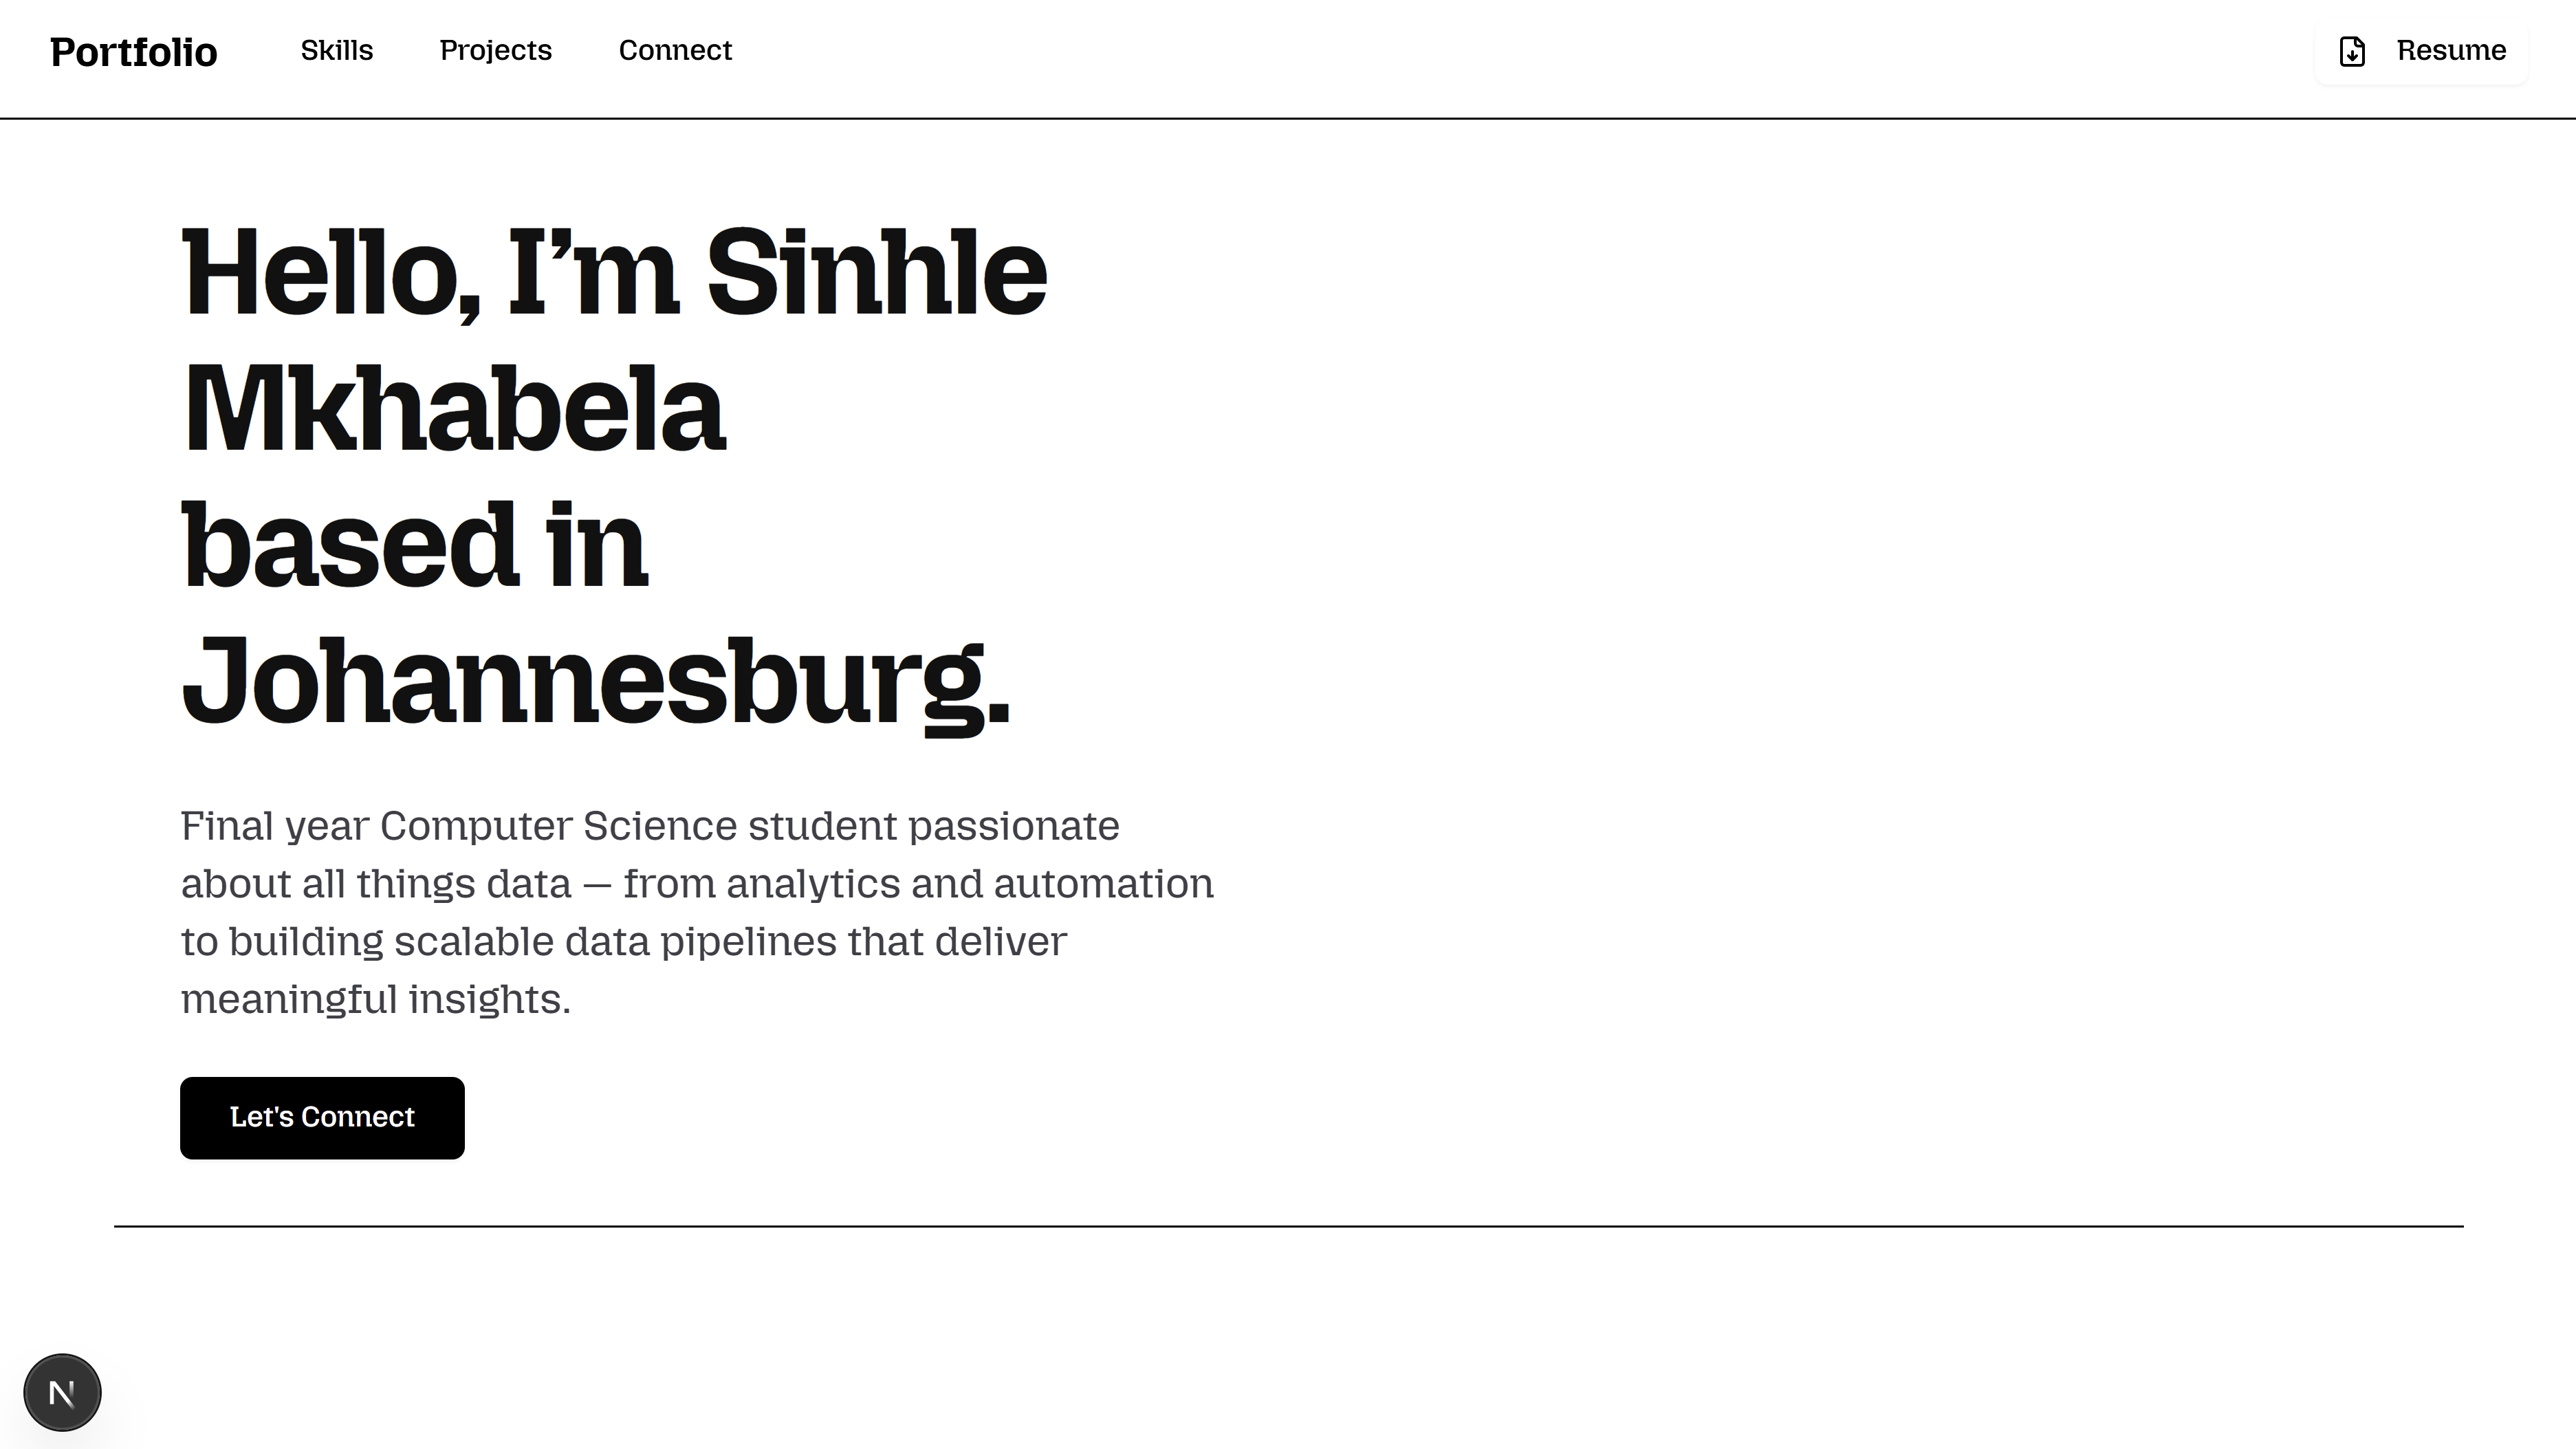 Portfolio Skills Projects Connect Resume
Hello, I’m Sinhle
Mkhabela
based in
Johannesburg.
Final year Computer Science student passionate
about all things data — from analytics and automation
to building scalable data pipelines that deliver
meaningful insights.
Let's Connect
N